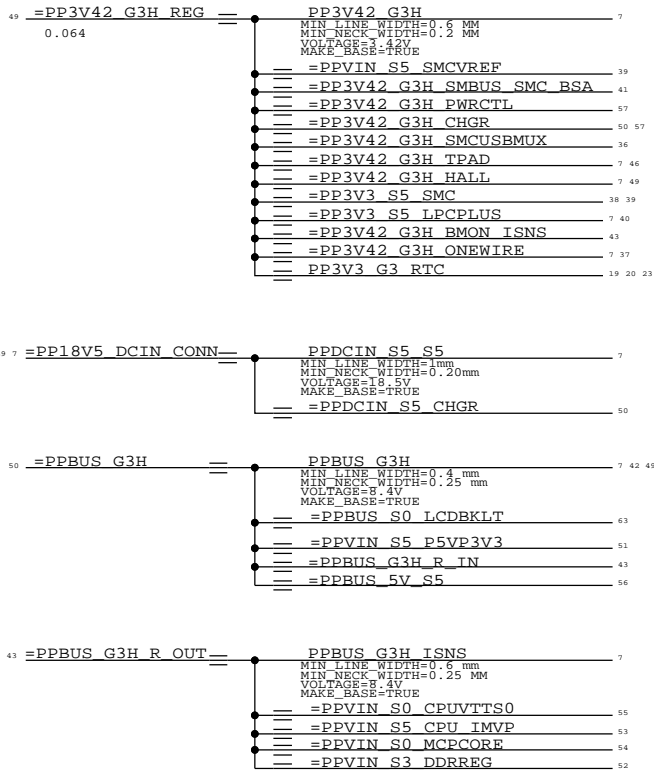 49 =PP3V42_G3H_REG PP3V42_G3H 7
0.064 MIN_LINE_WIDTH=0.6 MM
MIN_NECK_WIDTH=0.2 MM
VOLTAGE=3.42V
MAKE_BASE=TRUE
=PPVIN_S5_SMCVREF 39
=PP3V42_G3H_SMBUS_SMC_BSA 41
=PP3V42_G3H_PWRCTL 57
=PP3V42_G3H_CHGR 50 57
=PP3V42_G3H_SMCUSBMUX 36
=PP3V42_G3H_TPAD 7 46
=PP3V42_G3H_HALL 7 49
=PP3V3_S5_SMC 38 39
=PP3V3_S5_LPCPLUS 7 40
=PP3V42_G3H_BMON_ISNS 43
=PP3V42_G3H_ONEWIRE 7 37
PP3V3_G3_RTC 19 20 23
9 7 =PP18V5_DCIN_CONN PPDCIN_S5_S5 7
MIN_LINE_WIDTH=1mm
MIN_NECK_WIDTH=0.20mm
VOLTAGE=18.5V
MAKE_BASE=TRUE
=PPDCIN_S5_CHGR 50
50 =PPBUS_G3H PPBUS_G3H 7 42 49
MIN_LINE_WIDTH=0.4 mm
MIN_NECK_WIDTH=0.25 mm
VOLTAGE=8.4V
MAKE_BASE=TRUE
=PPBUS_S0_LCDBKLT 63
=PPVIN_S5_P5VP3V3 51
=PPBUS_G3H_R_IN 43
=PPBUS_5V_S5 56
43 =PPBUS_G3H_R_OUT PPBUS_G3H_ISNS 7
MIN_LINE_WIDTH=0.6 mm
MIN_NECK_WIDTH=0.25 MM
VOLTAGE=8.4V
MAKE_BASE=TRUE
=PPVIN_S0_CPUVTTS0 55
=PPVIN_S5_CPU_IMVP 53
=PPVIN_S0_MCPCORE 54
=PPVIN_S3_DDRREG 52